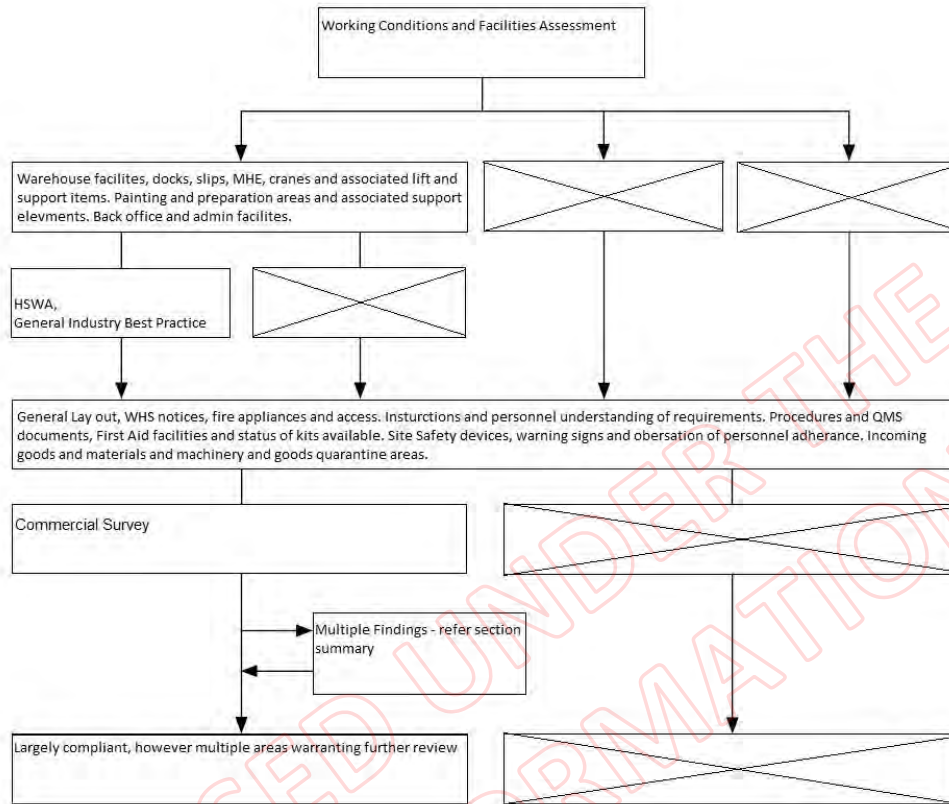 Working Conditions and Facilities Assessment
Warehouse facilites, docks, slips, MHE, cranes and associated lift and
support items. Painting and preparation areas and associated support
elevments. Back office and admin facilites.
HSWA,
General Industry Best Practice
General Lay out, WHS notices, fire appliances and access. Insturctions and personnel understanding of requirements. Procedures and QMS
documents, First Aid facilities and status of kits available. Site Safety devices, warning signs and obersation of personnel adherance. Incoming
goods and materials and machinery and goods quarantine areas.
Commercial Survey
Multiple Findings - refer section
summary
Largely compliant, however multiple areas warranting further review
SED UNDER THE
ORMATION